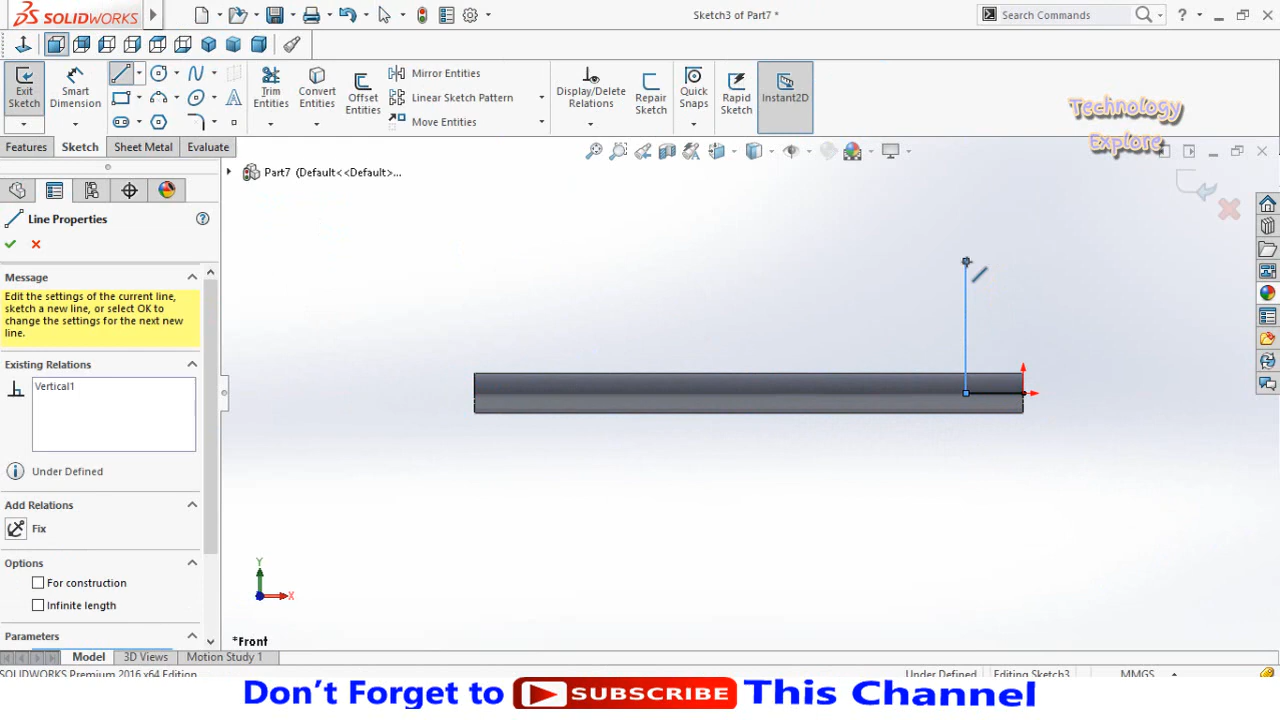 SOLIDWORKS
Sketch3 of Part7 *
Search Commands
?
Exit Sketch
Smart Dimension
Trim Entities
Convert Entities
Offset Entities
Mirror Entities
Linear Sketch Pattern
Move Entities
Display/Delete Relations
Repair Sketch
Quick Snaps
Rapid Sketch
Instant2D
Technology
Explore
Features
Sketch
Sheet Metal
Evaluate
Part7 (Default<<Default>...
Line Properties
?
Message
Edit the settings of the current line,
sketch a new line, or select OK to
change the settings for the next new
line.
Existing Relations
Vertical1
Under Defined
Add Relations
Fix
Options
For construction
Infinite length
Parameters
Y
X
*Front
Model
3D Views
Motion Study 1
SOLIDWORKS Premium 2016 x64 Edition
Under Defined
Editing Sketch3
MMGS
Don't Forget to SUBSCRIBE This Channel